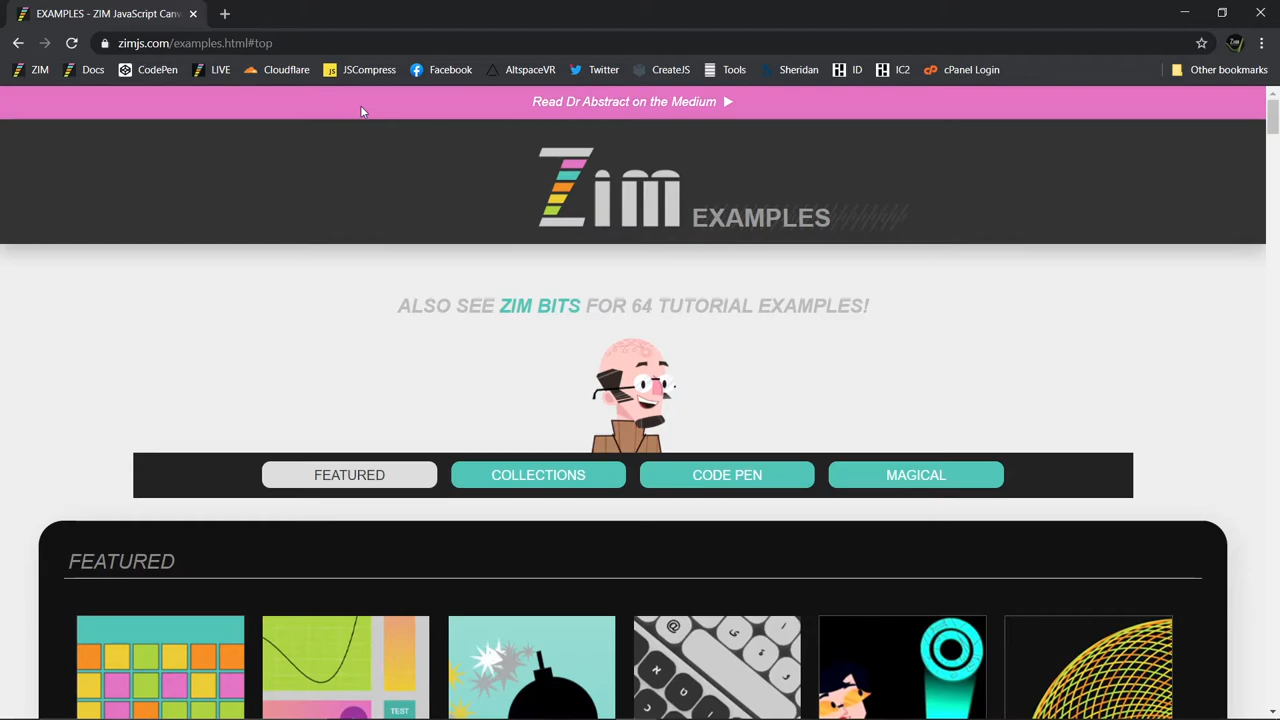 EXAMPLES - ZIM JavaScript Canv
zimjs.com/examples.html#top
ZIM Docs CodePen LIVE Cloudflare JSCompress Facebook AltspaceVR Twitter CreateJS Tools Sheridan ID IC2 cPanel Login Other bookmarks
Read Dr Abstract on the Medium
Zim EXAMPLES
ALSO SEE ZIM BITS FOR 64 TUTORIAL EXAMPLES!
FEATURED COLLECTIONS CODE PEN MAGICAL
FEATURED
TEST